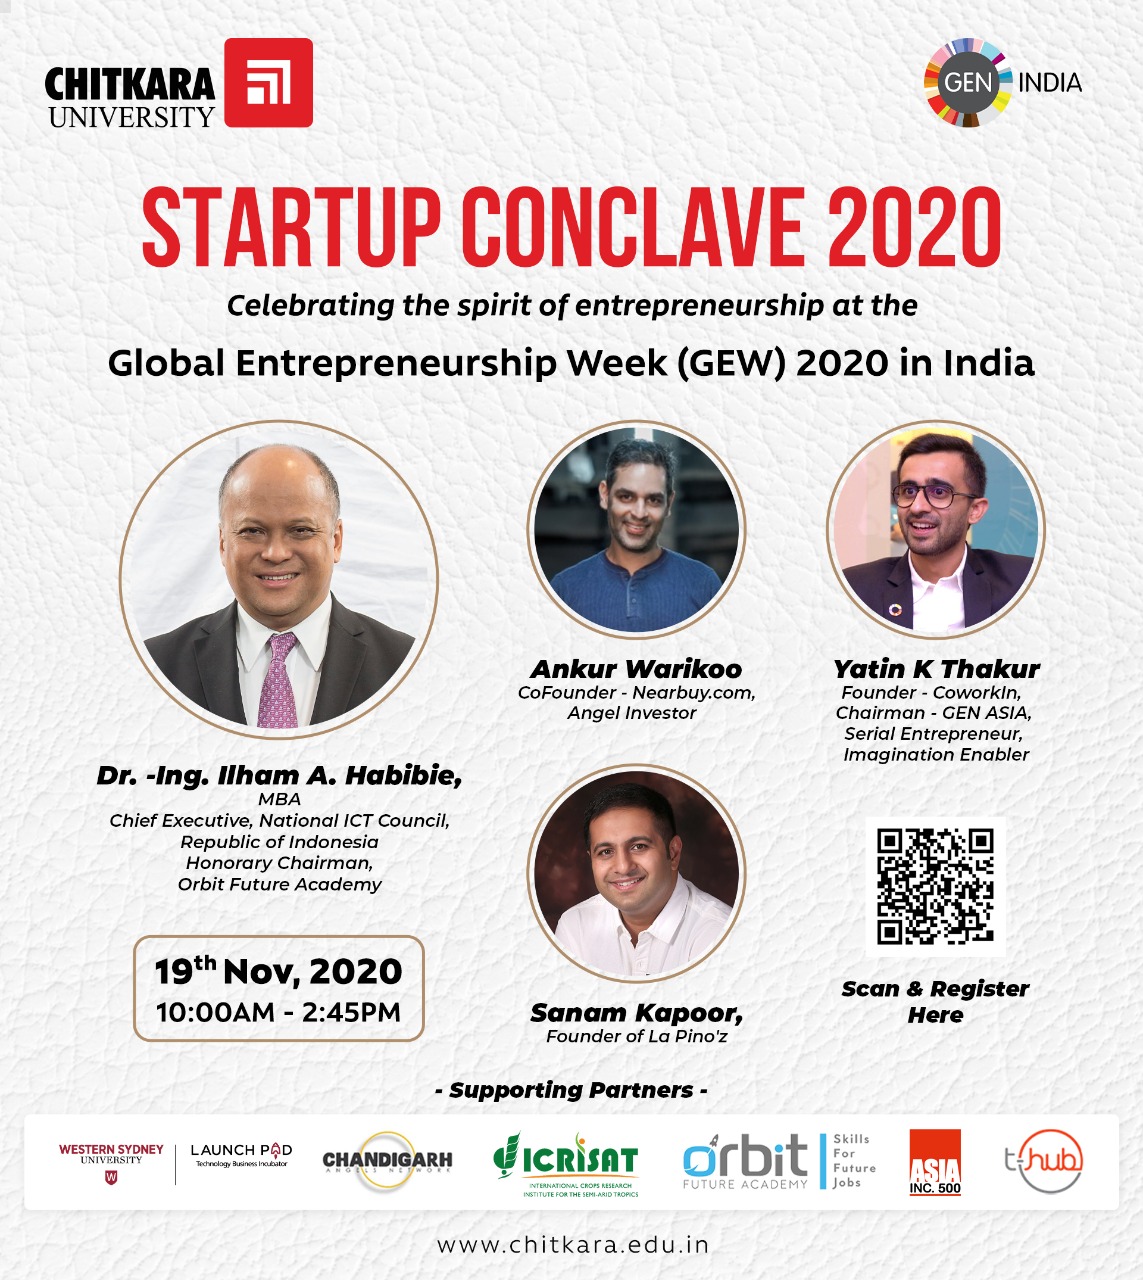 CHITKARA
UNIVERSITY
GEN INDIA
STARTUP CONCLAVE 2020
Celebrating the spirit of entrepreneurship at the
Global Entrepreneurship Week (GEW) 2020 in India
Dr. -Ing. Ilham A. Habibie,
MBA
Chief Executive, National ICT Council,
Republic of Indonesia
Honorary Chairman,
Orbit Future Academy
Ankur Warikoo
CoFounder - Nearbuy.com,
Angel Investor
Yatin K Thakur
Founder - CoworkIn,
Chairman - GEN ASIA,
Serial Entrepreneur,
Imagination Enabler
Sanam Kapoor,
Founder of La Pino'z
19th Nov, 2020
10:00AM - 2:45PM
Scan & Register
Here
- Supporting Partners -
WESTERN SYDNEY
UNIVERSITY
W
LAUNCH PAD
Technology Business Incubator
CHANDIGARH
ANGELS NETWORK
ICRISAT
INTERNATIONAL CROPS RESEARCH
INSTITUTE FOR THE SEMI-ARID TROPICS
Orbit
FUTURE ACADEMY
Skills
For
Future
Jobs
ASIA
INC. 500
t-hub
www.chitkara.edu.in